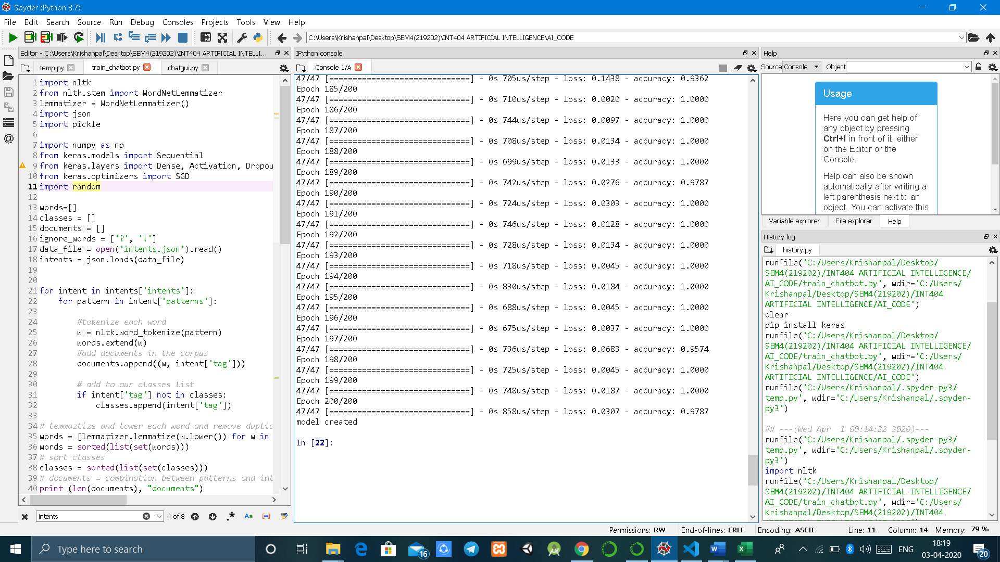 Spyder (Python 3.7)
File Edit Search Source Run Debug Consoles Projects Tools View Help
C:\Users\Krishanpal\Desktop\SEM4(219202)\INT404 ARTIFICIAL INTELLIGENCE\AI_CODE
Editor - C:\Users\Krishanpal\Desktop\SEM4(219202)\INT404 ARTIFICIAL INTELLI...
temp.py train_chatbot.py chatgui.py
1 import nltk
2 from nltk.stem import WordNetLemmatizer
3 lemmatizer = WordNetLemmatizer()
4 import json
5 import pickle
6
7 import numpy as np
8 from keras.models import Sequential
9 from keras.layers import Dense, Activation, Dropou
10 from keras.optimizers import SGD
11 import random
12
13 words=[]
14 classes = []
15 documents = []
16 ignore_words = ['?', '!']
17 data_file = open('intents.json').read()
18 intents = json.loads(data_file)
19
20
21 for intent in intents['intents']:
22     for pattern in intent['patterns']:
23
24         #tokenize each word
25         w = nltk.word_tokenize(pattern)
26         words.extend(w)
27         #add documents in the corpus
28         documents.append((w, intent['tag']))
29
30         # add to our classes list
31         if intent['tag'] not in classes:
32             classes.append(intent['tag'])
33
34 # lemmaztize and lower each word and remove duplic
35 words = [lemmatizer.lemmatize(w.lower()) for w in
36 words = sorted(list(set(words)))
37 # sort classes
38 classes = sorted(list(set(classes)))
39 # documents = combination between patterns and int
40 print (len(documents), "documents")
intents 4 of 8 .* Aa
IPython console
Console 1/A
47/47 [==============================] - 0s 705us/step - loss: 0.1438 - accuracy: 0.9362
Epoch 185/200
47/47 [==============================] - 0s 710us/step - loss: 0.0020 - accuracy: 1.0000
Epoch 186/200
47/47 [==============================] - 0s 744us/step - loss: 0.0097 - accuracy: 1.0000
Epoch 187/200
47/47 [==============================] - 0s 708us/step - loss: 0.0134 - accuracy: 1.0000
Epoch 188/200
47/47 [==============================] - 0s 699us/step - loss: 0.0133 - accuracy: 1.0000
Epoch 189/200
47/47 [==============================] - 0s 742us/step - loss: 0.0276 - accuracy: 0.9787
Epoch 190/200
47/47 [==============================] - 0s 724us/step - loss: 0.0303 - accuracy: 1.0000
Epoch 191/200
47/47 [==============================] - 0s 746us/step - loss: 0.0128 - accuracy: 1.0000
Epoch 192/200
47/47 [==============================] - 0s 728us/step - loss: 0.0134 - accuracy: 1.0000
Epoch 193/200
47/47 [==============================] - 0s 718us/step - loss: 0.0045 - accuracy: 1.0000
Epoch 194/200
47/47 [==============================] - 0s 830us/step - loss: 0.0184 - accuracy: 1.0000
Epoch 195/200
47/47 [==============================] - 0s 688us/step - loss: 0.0045 - accuracy: 1.0000
Epoch 196/200
47/47 [==============================] - 0s 675us/step - loss: 0.0037 - accuracy: 1.0000
Epoch 197/200
47/47 [==============================] - 0s 736us/step - loss: 0.0683 - accuracy: 0.9574
Epoch 198/200
47/47 [==============================] - 0s 725us/step - loss: 0.0045 - accuracy: 1.0000
Epoch 199/200
47/47 [==============================] - 0s 748us/step - loss: 0.0187 - accuracy: 1.0000
Epoch 200/200
47/47 [==============================] - 0s 858us/step - loss: 0.0307 - accuracy: 0.9787
model created
In [22]:
Help
Source Console Object
Usage
Here you can get help of
any object by pressing
Ctrl+I in front of it, either
on the Editor or the
Console.
Help can also be shown
automatically after writing a
left parenthesis next to an
object. You can activate this
Variable explorer File explorer Help
History log
history.py
runfile('C:/Users/Krishanpal/Desktop/
SEM4(219202)/INT404 ARTIFICIAL INTELLIGENCE/
AI_CODE/train_chatbot.py', wdir='C:/Users/
Krishanpal/Desktop/SEM4(219202)/INT404
ARTIFICIAL INTELLIGENCE/AI_CODE')
clear
pip install keras
runfile('C:/Users/Krishanpal/Desktop/
SEM4(219202)/INT404 ARTIFICIAL INTELLIGENCE/
AI_CODE/train_chatbot.py', wdir='C:/Users/
Krishanpal/Desktop/SEM4(219202)/INT404
ARTIFICIAL INTELLIGENCE/AI_CODE')
runfile('C:/Users/Krishanpal/.spyder-py3/
temp.py', wdir='C:/Users/Krishanpal/.spyder-
py3')
## ---(Wed Apr  1 00:14:22 2020)---
runfile('C:/Users/Krishanpal/.spyder-py3/
temp.py', wdir='C:/Users/Krishanpal/.spyder-
py3')
import nltk
runfile('C:/Users/Krishanpal/Desktop/
SEM4(219202)/INT404 ARTIFICIAL INTELLIGENCE/
AI_CODE/train_chatbot.py', wdir='C:/Users/
Krishanpal/Desktop/SEM4(219202)/INT404
Permissions: RW End-of-lines: CRLF Encoding: ASCII Line: 11 Column: 14 Memory: 79 %
Type here to search
16
ENG
18:19
03-04-2020
20